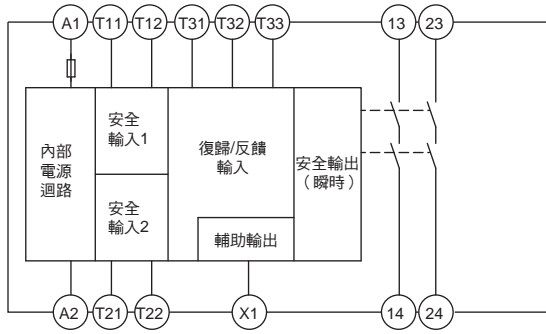 A1 T11 T12 T31 T32 T33 13 23
內部
電源
迴路
安全
輸入1
安全
輸入2
復歸/反饋
輸入
輔助輸出
安全輸出
（瞬時）
A2 T21 T22 X1 14 24